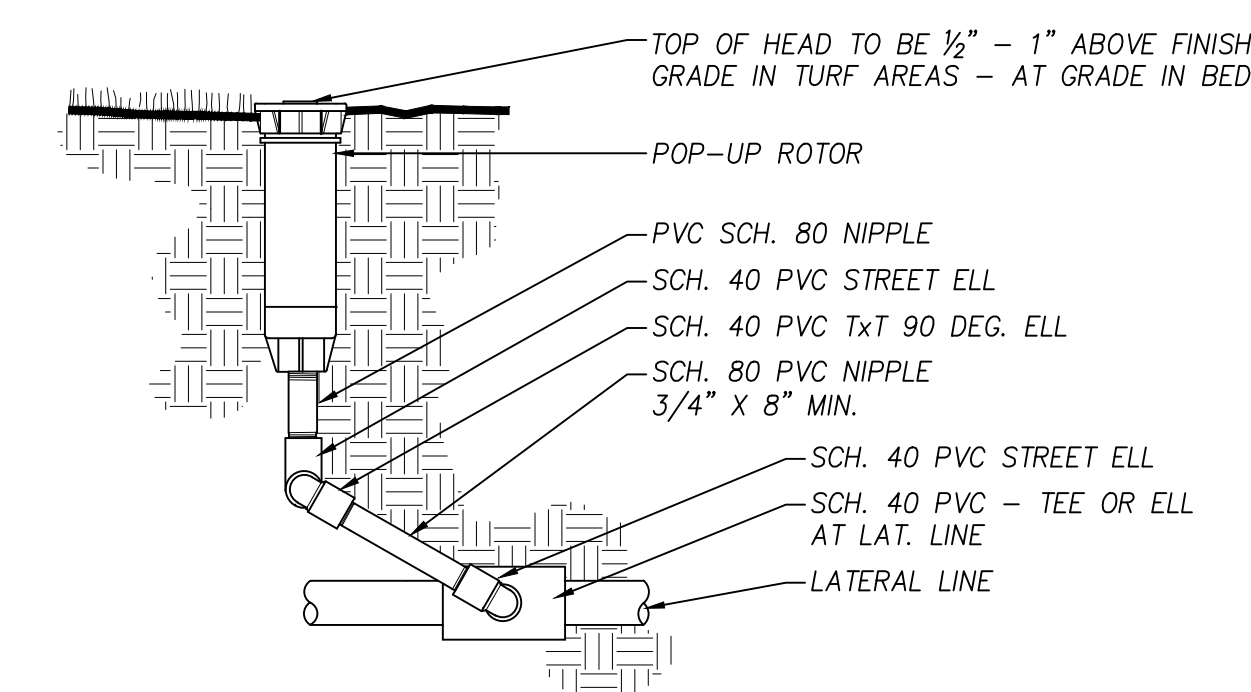 TOP OF HEAD TO BE ½" – 1" ABOVE FINISH
GRADE IN TURF AREAS – AT GRADE IN BED
POP–UP ROTOR
PVC SCH. 80 NIPPLE
SCH. 40 PVC STREET ELL
SCH. 40 PVC TxT 90 DEG. ELL
SCH. 80 PVC NIPPLE
3/4" X 8" MIN.
SCH. 40 PVC STREET ELL
SCH. 40 PVC – TEE OR ELL
AT LAT. LINE
LATERAL LINE